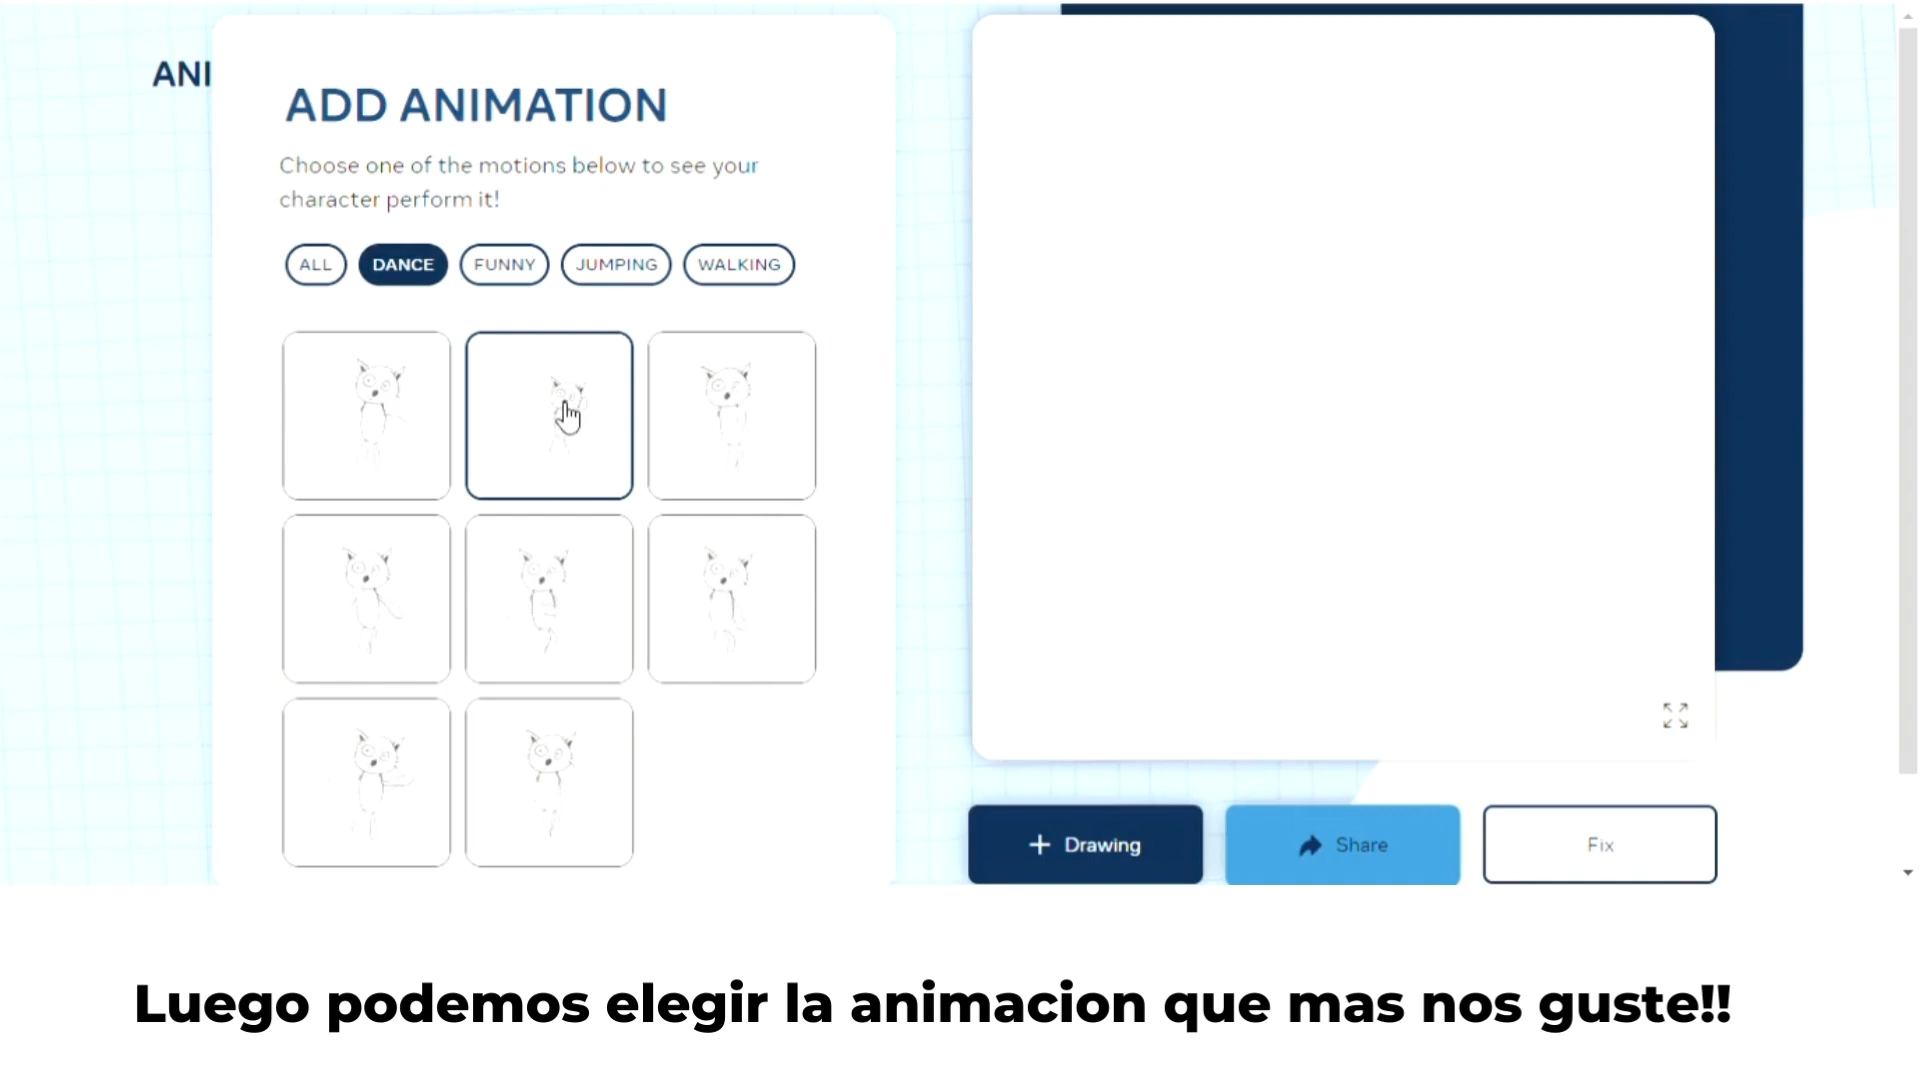 ANI
ADD ANIMATION
Choose one of the motions below to see your
character perform it!
ALL DANCE FUNNY JUMPING WALKING
Drawing Share Fix
Luego podemos elegir la animacion que mas nos guste!!